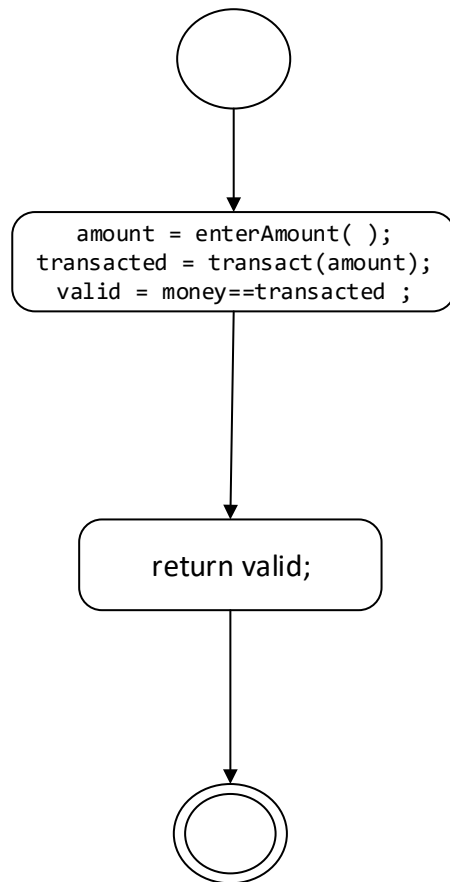 amount = enterAmount( );
transacted = transact(amount);
valid = money==transacted ;
return valid;